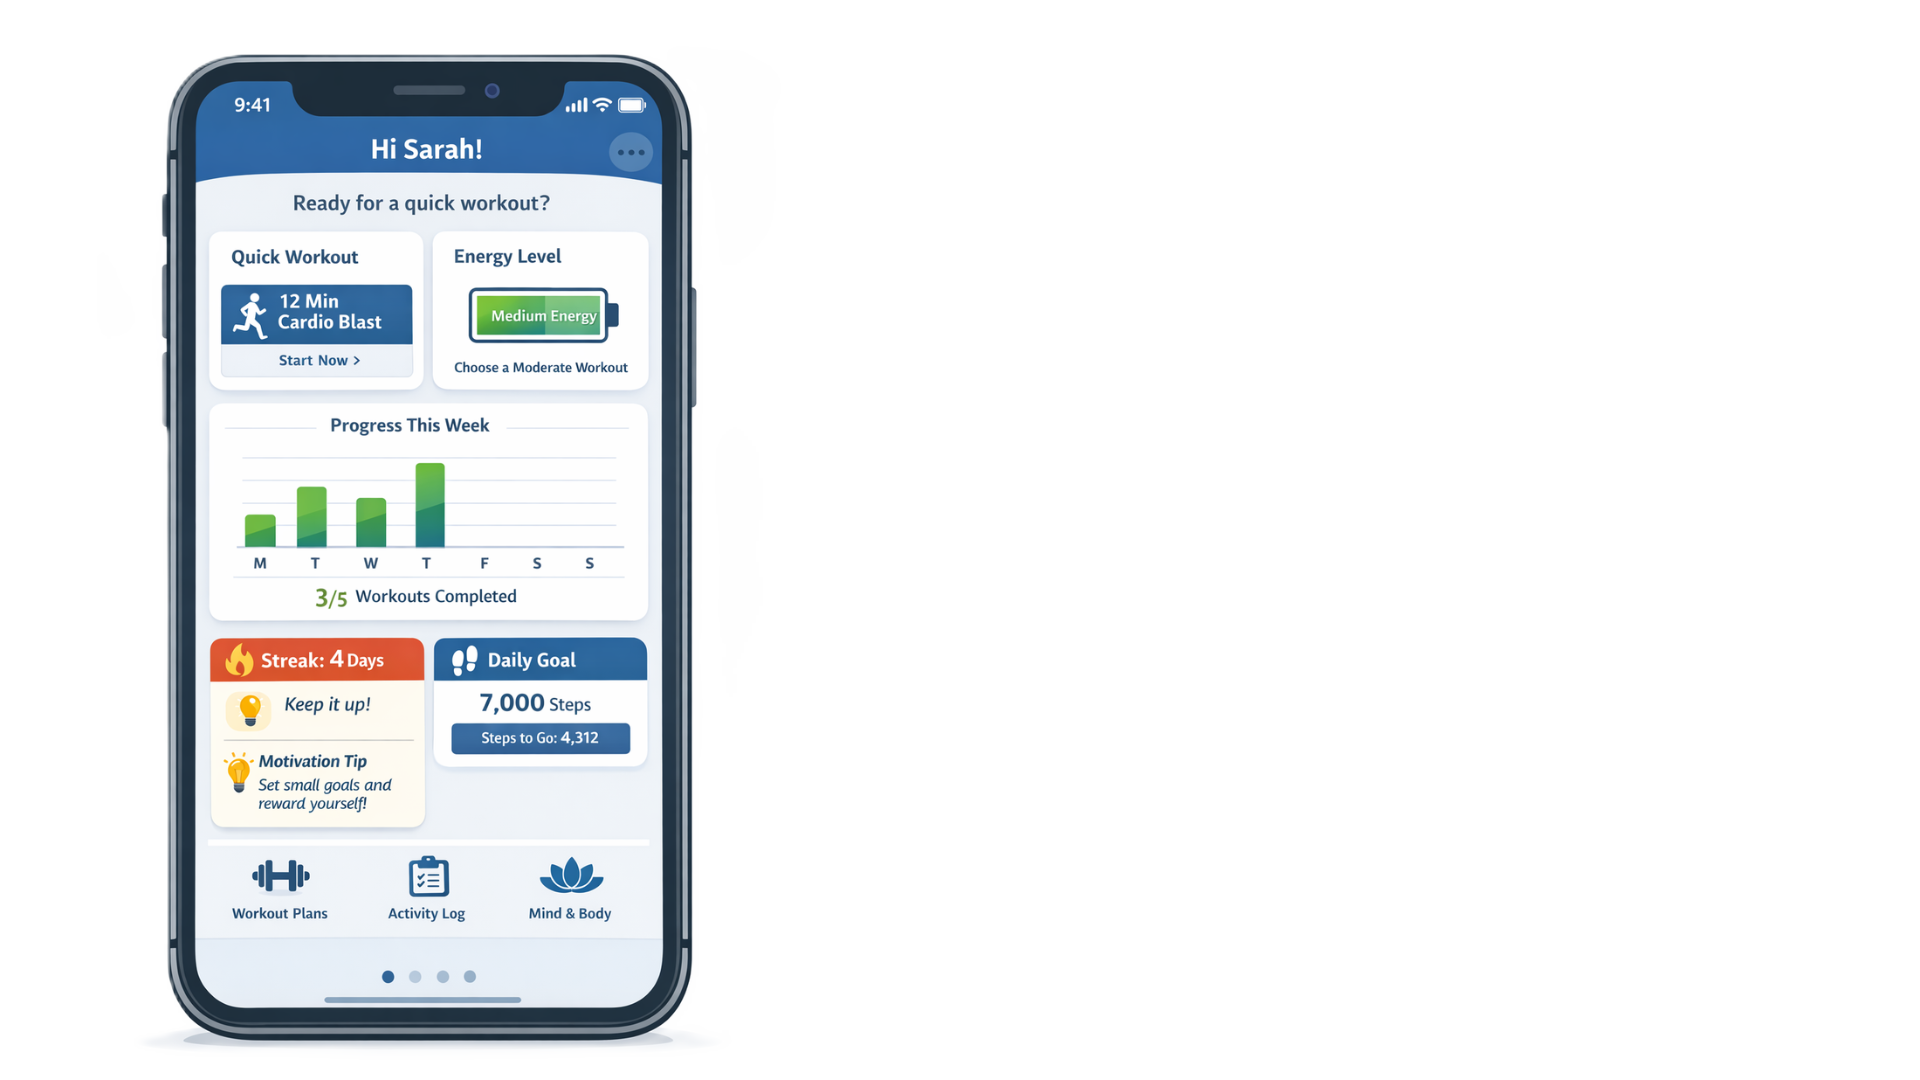 9:41
Hi Sarah!
Ready for a quick workout?
Quick Workout
12 Min
Cardio Blast
Start Now >
Energy Level
Medium Energy
Choose a Moderate Workout
Progress This Week
M T W T F S S
3/5 Workouts Completed
Streak: 4 Days
Keep it up!
Motivation Tip
Set small goals and
reward yourself!
Daily Goal
7,000 Steps
Steps to Go: 4,312
Workout Plans
Activity Log
Mind & Body